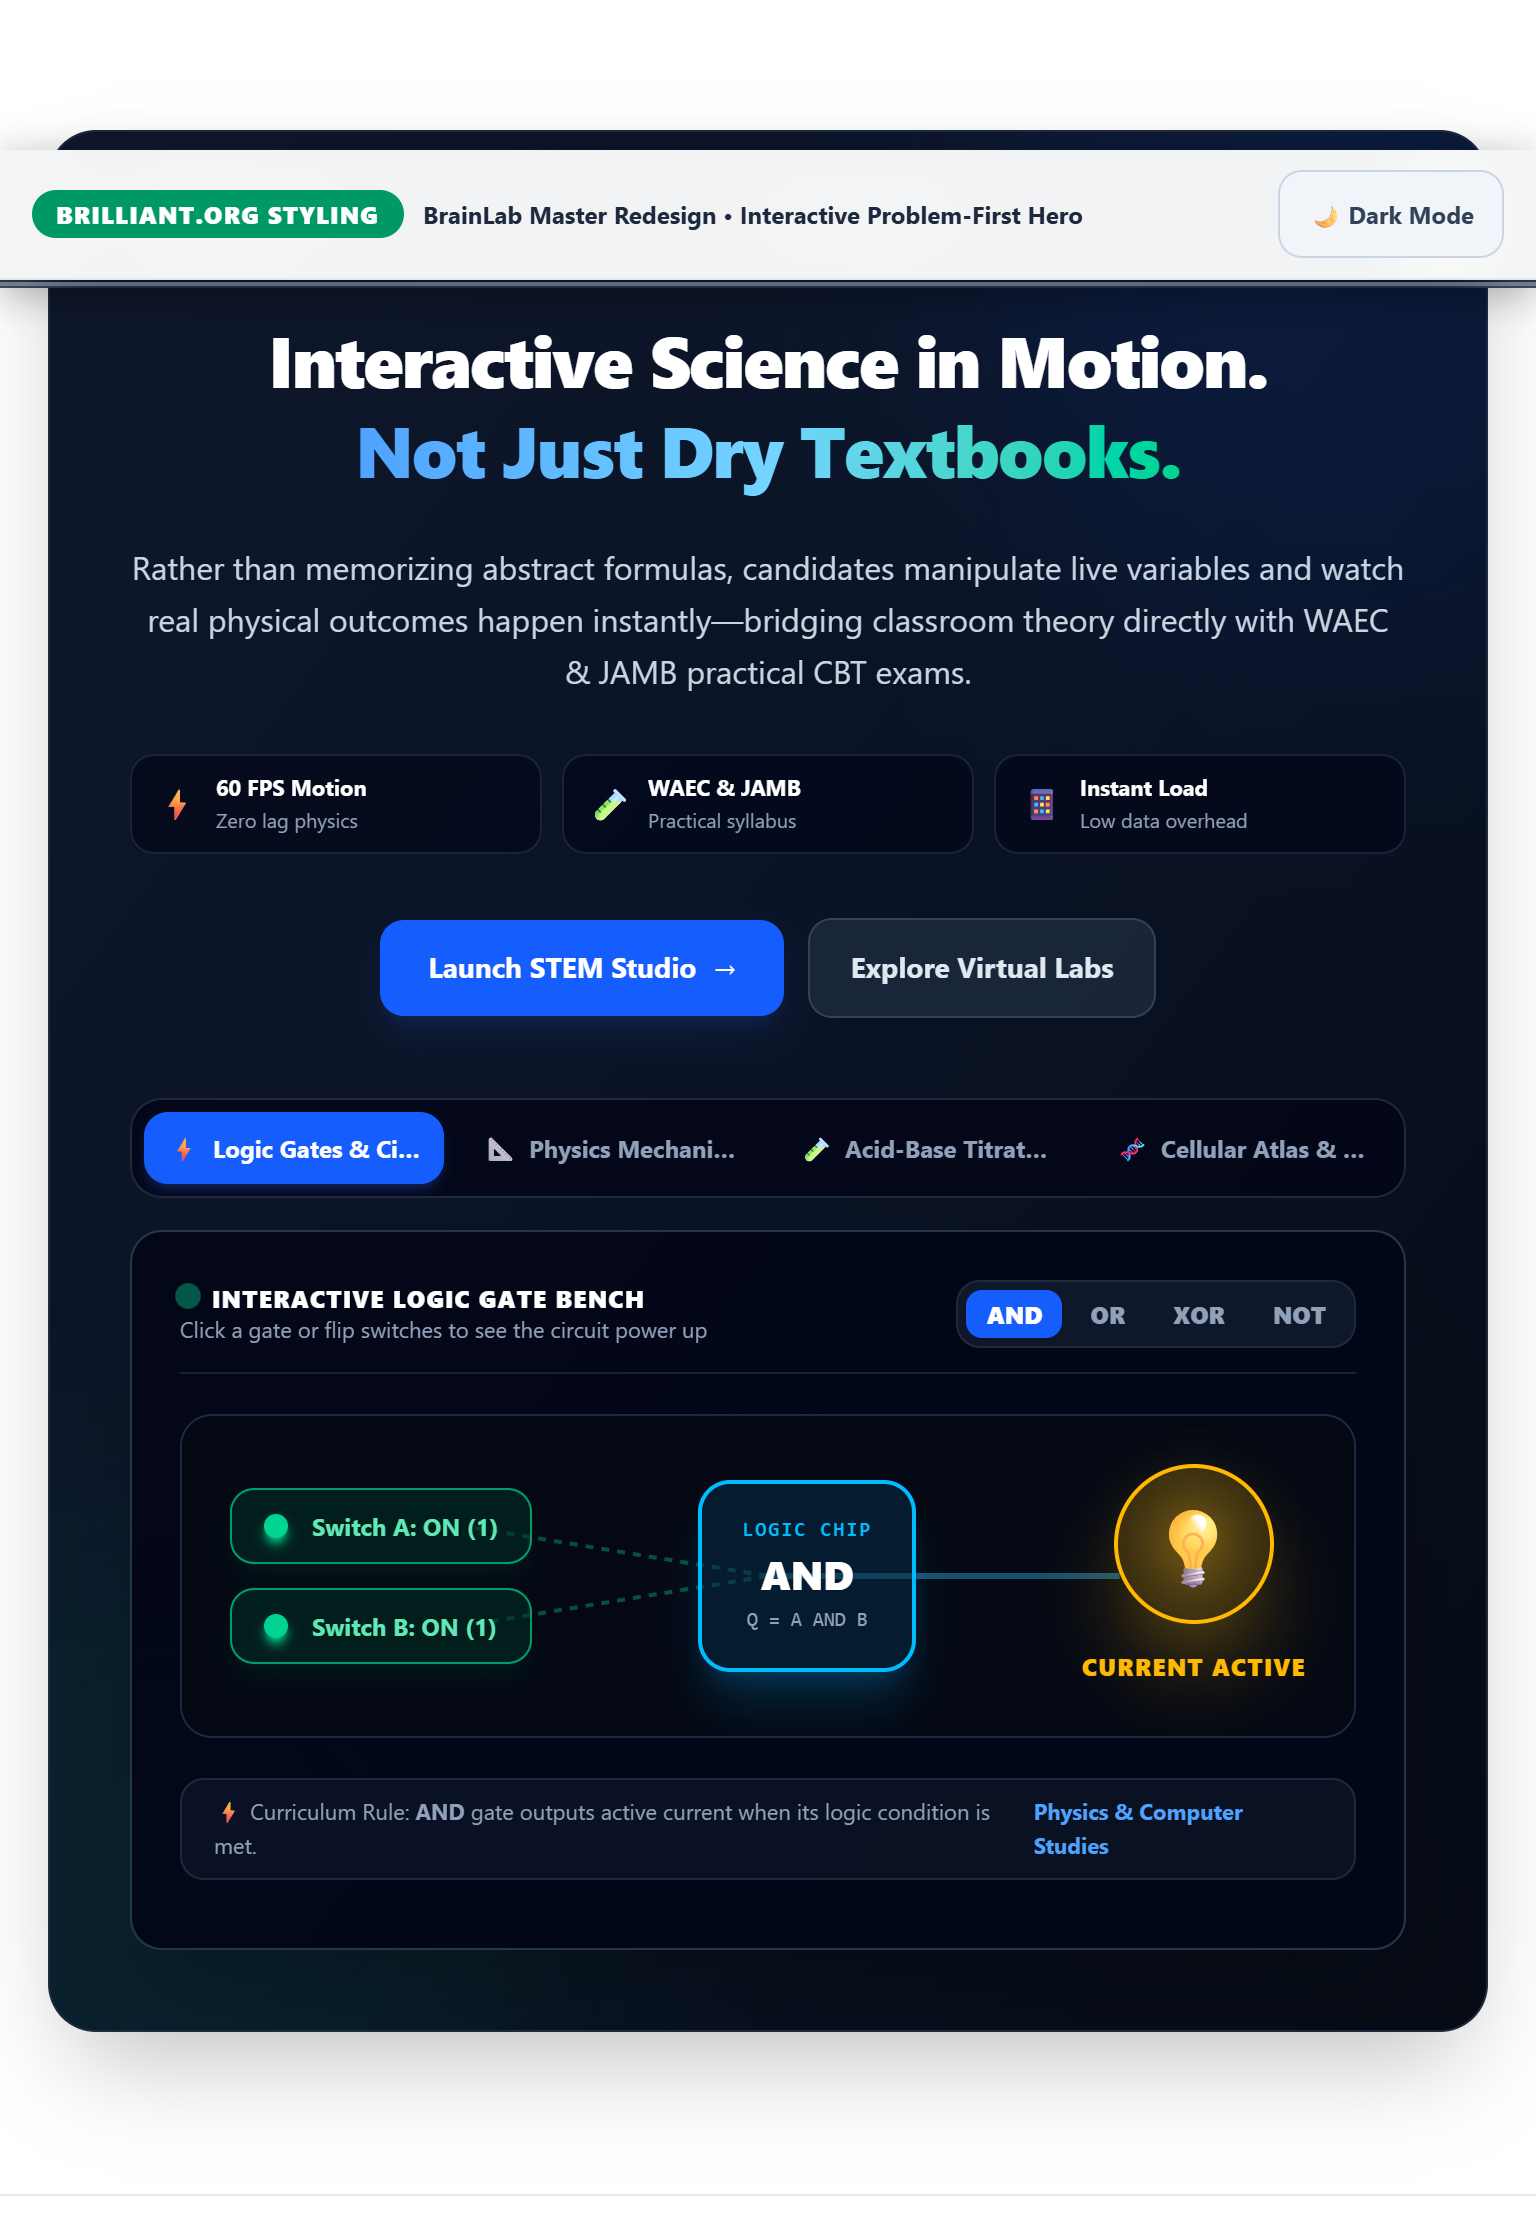 BRILLIANT.ORG STYLING
BrainLab Master Redesign • Interactive Problem-First Hero
🌙 Dark Mode
Interactive Science in Motion.
Not Just Dry Textbooks.
Rather than memorizing abstract formulas, candidates manipulate live variables and watch
real physical outcomes happen instantly—bridging classroom theory directly with WAEC
& JAMB practical CBT exams.
60 FPS Motion
Zero lag physics
WAEC & JAMB
Practical syllabus
Instant Load
Low data overhead
Launch STEM Studio →
Explore Virtual Labs
Logic Gates & Ci...
Physics Mechani...
Acid-Base Titrat...
Cellular Atlas & ...
INTERACTIVE LOGIC GATE BENCH
Click a gate or flip switches to see the circuit power up
AND
OR
XOR
NOT
Switch A: ON (1)
Switch B: ON (1)
LOGIC CHIP
AND
Q = A AND B
CURRENT ACTIVE
⚡ Curriculum Rule: AND gate outputs active current when its logic condition is
met.
Physics & Computer
Studies